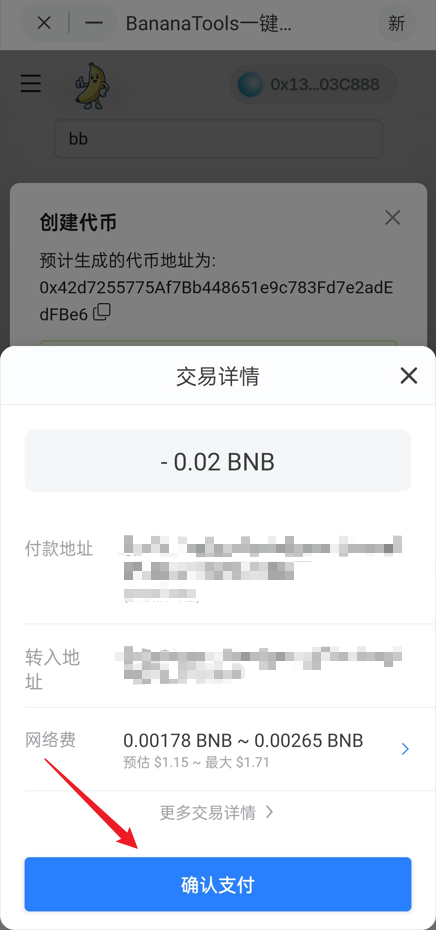 BananaTools一键...
新
0x13...03C888
bb
创建代币
预计生成的代币地址为:
0x42d7255775Af7Bb448651e9c783Fd7e2adE
dFBe6
交易详情
- 0.02 BNB
付款地址
转入地
址
网络费
0.00178 BNB ~ 0.00265 BNB
预估 $1.15 ~ 最大 $1.71
更多交易详情
确认支付